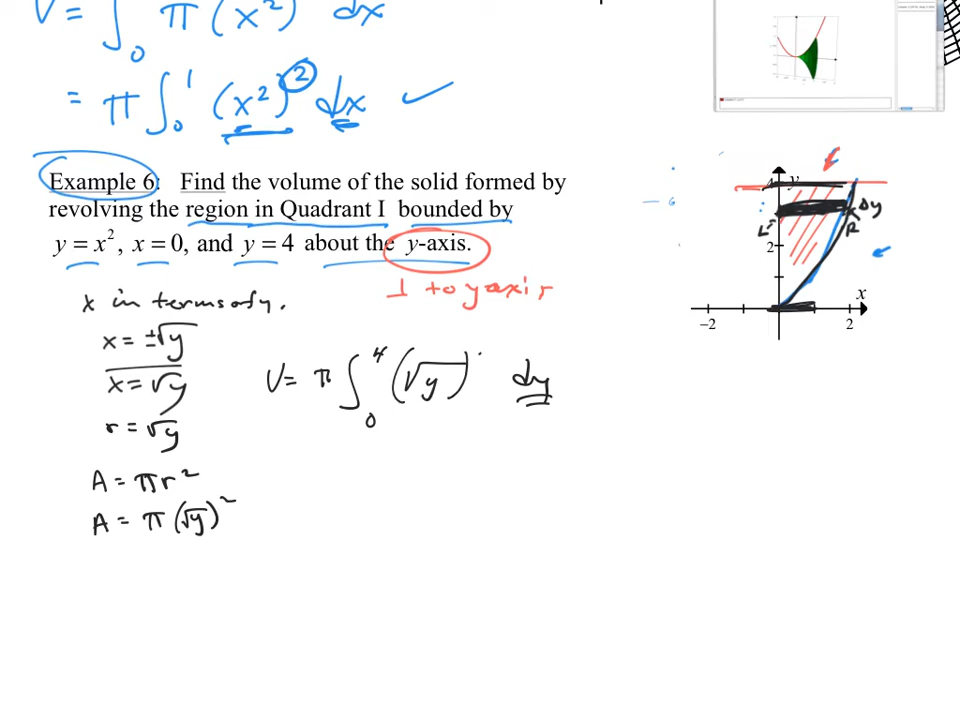 V = ∫₀ π (x²) dx
= π ∫₀¹ (x²)² dx ✓
Example 6: Find the volume of the solid formed by
revolving the region in Quadrant I bounded by
y = x², x = 0, and y = 4 about the y-axis.
⊥ to y axis
x in terms of y.
x = ±√y
x = √y
r = √y
A = πr²
A = π(√y)²
V = π ∫₀⁴ (√y) dy
4 y
Δy
R
2
x
−2 2